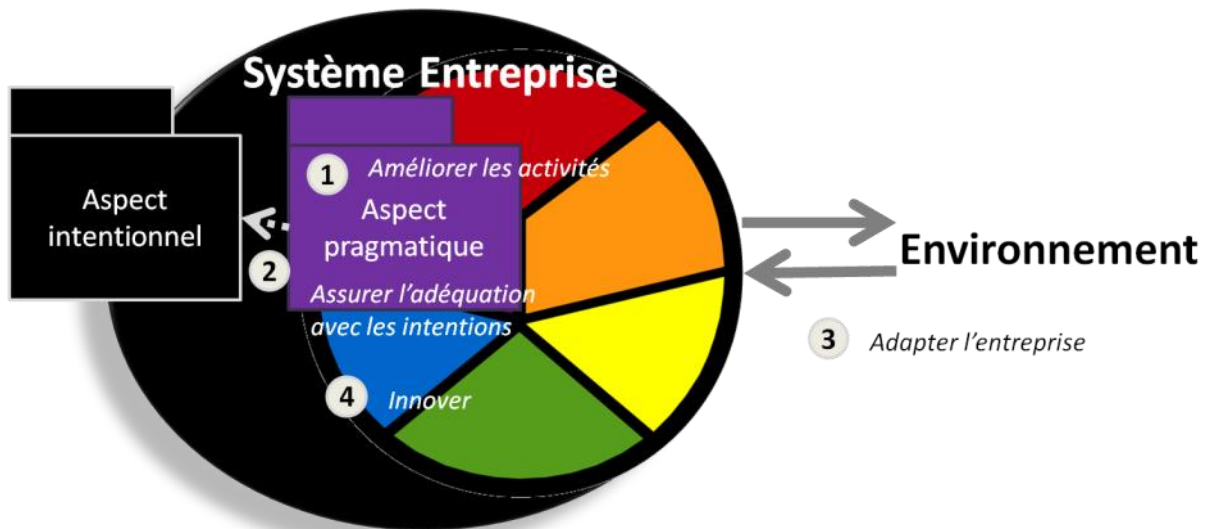 Système Entreprise
1 Améliorer les activités
Aspect
intentionnel
Aspect
pragmatique
2
Assurer l’adéquation
avec les intentions
Environnement
3 Adapter l’entreprise
4 Innover